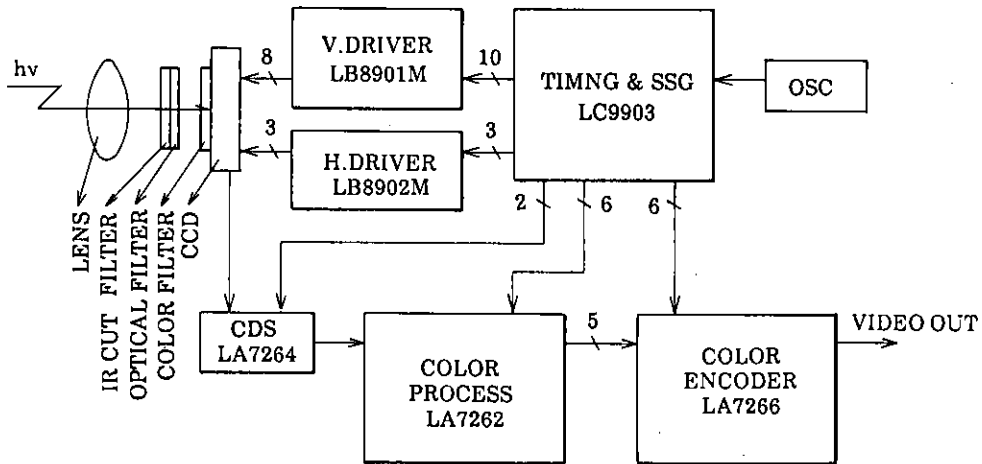 hν
8
V.DRIVER
LB8901M
10
TIMNG & SSG
LC9903
OSC
3
H.DRIVER
LB8902M
3
2
6
6
LENS
IR CUT FILTER
OPTICAL FILTER
COLOR FILTER
CCD
CDS
LA7264
COLOR
PROCESS
LA7262
5
COLOR
ENCODER
LA7266
VIDEO OUT